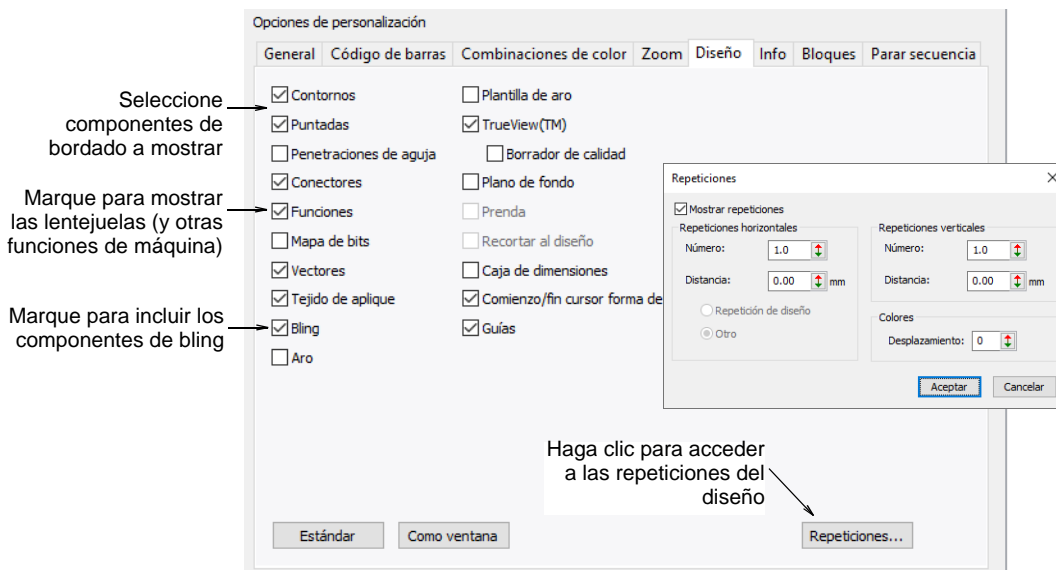 Opciones de personalización
General Código de barras Combinaciones de color Zoom Diseño Info Bloques Parar secuencia
Seleccione
componentes de
bordado a mostrar
Marque para mostrar
las lentejuelas (y otras
funciones de máquina)
Marque para incluir los
componentes de bling
Contornos
Puntadas
Penetraciones de aguja
Conectores
Funciones
Mapa de bits
Vectores
Tejido de aplique
Bling
Aro
Plantilla de aro
TrueView(TM)
Borrador de calidad
Plano de fondo
Prenda
Recortar al diseño
Caja de dimensiones
Comienzo/fin cursor forma de
Guías
Repeticiones
Mostrar repeticiones
Repeticiones horizontales
Número: 1.0
Distancia: 0.00 mm
Repetición de diseño
Otro
Repeticiones verticales
Número: 1.0
Distancia: 0.00 mm
Colores
Desplazamiento: 0
Aceptar Cancelar
Haga clic para acceder
a las repeticiones del
diseño
Estándar Como ventana Repeticiones...